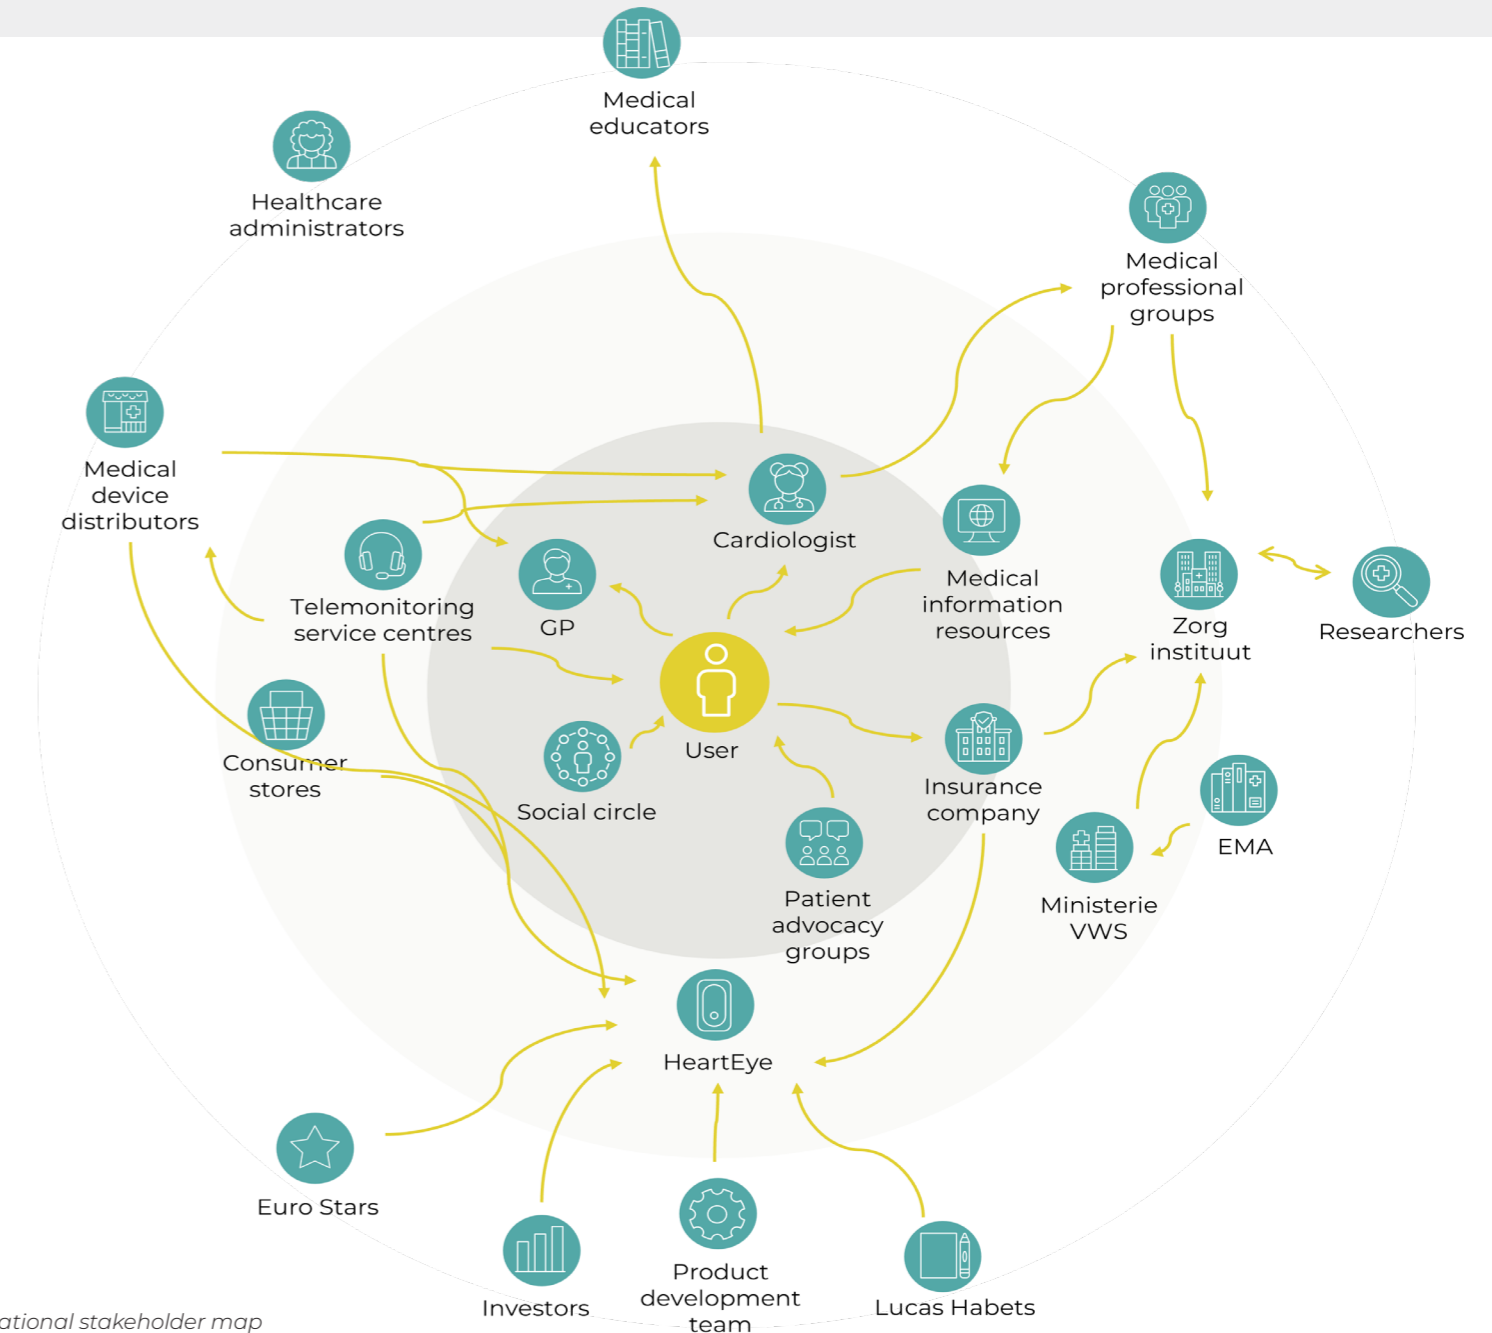 Medical
educators
Healthcare
administrators
Medical
professional
groups
Medical
device
distributors
Cardiologist
Telemonitoring
service centres
GP
Medical
information
resources
Zorg
instituut
Researchers
User
Consumer
stores
Social circle
Insurance
company
EMA
Patient
advocacy
groups
Ministerie
VWS
HeartEye
Euro Stars
Investors
Product
development
team
Lucas Habets
stakeholder map